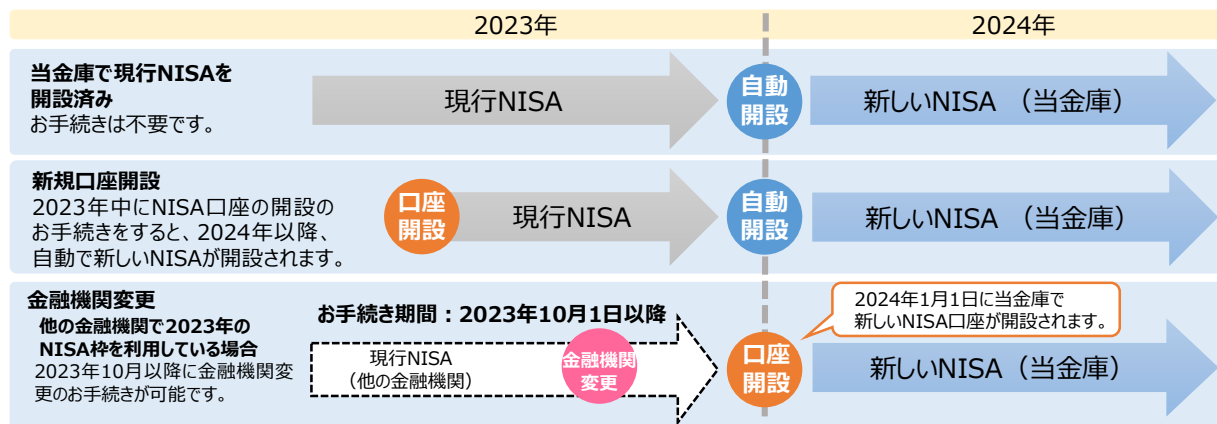 2023年
2024年
当金庫で現行NISAを
開設済み
お手続きは不要です。
現行NISA
自動
開設
新しいNISA （当金庫）
新規口座開設
2023年中にNISA口座の開設の
お手続きをすると、2024年以降、
自動で新しいNISAが開設されます。
口座
開設
現行NISA
自動
開設
新しいNISA （当金庫）
金融機関変更
他の金融機関で2023年の
NISA枠を利用している場合
2023年10月以降に金融機関変
更のお手続きが可能です。
お手続き期間：2023年10月1日以降
現行NISA
（他の金融機関）
金融機関
変更
口座
開設
2024年1月1日に当金庫で
新しいNISA口座が開設されます。
新しいNISA （当金庫）